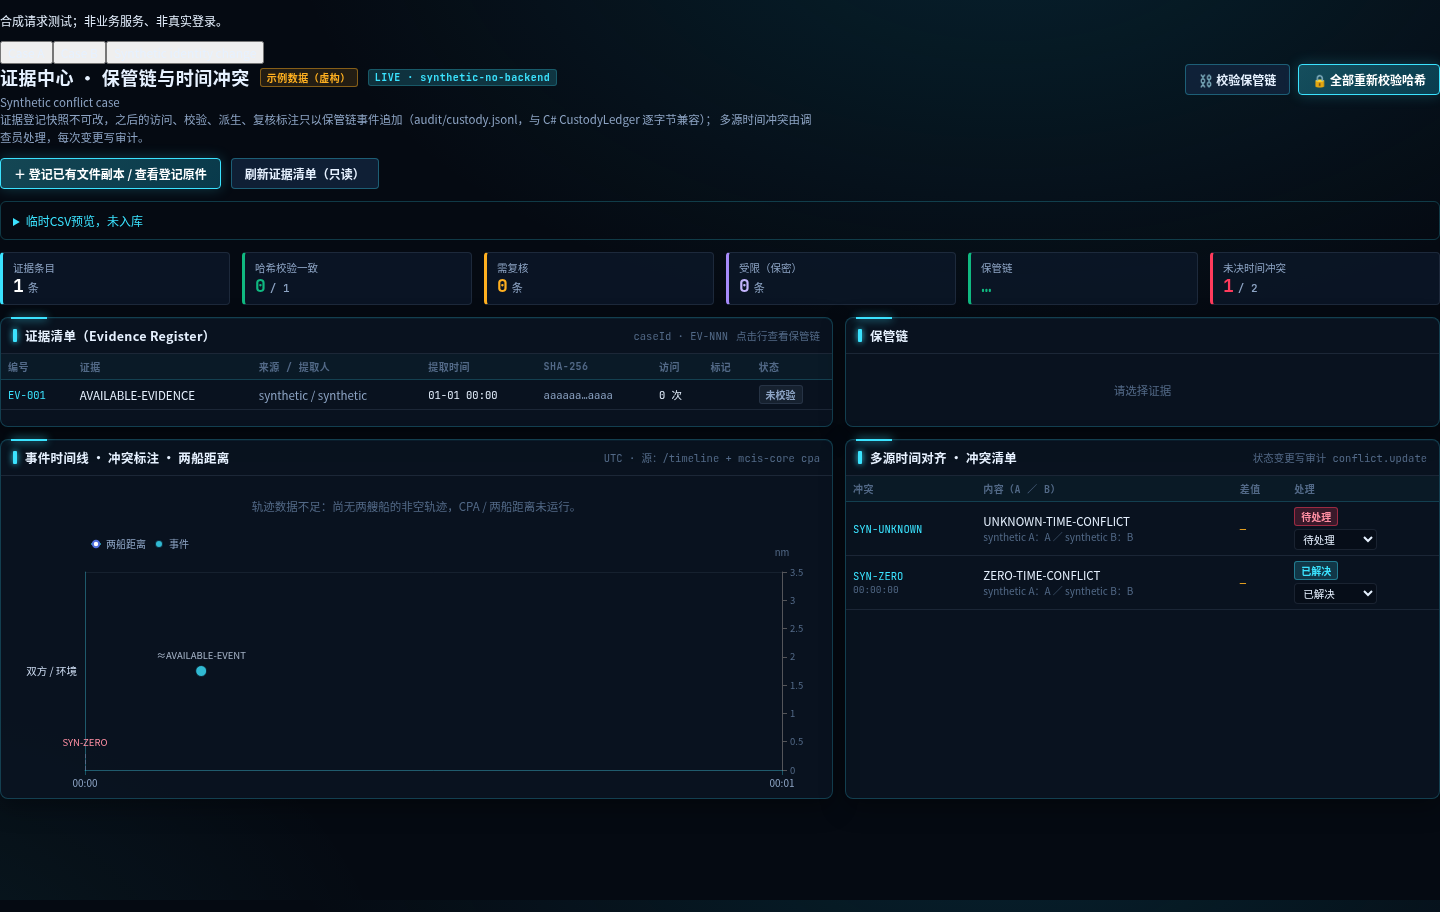 合成请求测试；非业务服务、非真实登录。
证据中心 · 保管链与时间冲突 示例数据（虚构） LIVE · synthetic-no-backend
⛓ 校验保管链 🔒 全部重新校验哈希
Synthetic conflict case
证据登记快照不可改，之后的访问、校验、派生、复核标注只以保管链事件追加（audit/custody.jsonl，与 C# CustodyLedger 逐字节兼容）； 多源时间冲突由调
查员处理，每次变更写审计。
＋ 登记已有文件副本 / 查看登记原件 刷新证据清单（只读）
▶ 临时CSV预览，未入库
证据条目
1 条
哈希校验一致
0 / 1
需复核
0 条
受限（保密）
0 条
保管链
…
未决时间冲突
1 / 2
证据清单（Evidence Register） caseId · EV-NNN 点击行查看保管链
编号 证据 来源 / 提取人 提取时间 SHA-256 访问 标记 状态
EV-001 AVAILABLE-EVIDENCE synthetic / synthetic 01-01 00:00 aaaaaa…aaaa 0 次 未校验
保管链
请选择证据
事件时间线 · 冲突标注 · 两船距离 UTC · 源: /timeline + mcis-core cpa
轨迹数据不足：尚无两艘船的非空轨迹，CPA / 两船距离未运行。
两船距离 事件
nm
3.5
3
2.5
2
1.5
1
0.5
0
≈AVAILABLE-EVENT
双方 / 环境
SYN-ZERO
00:00 00:01
多源时间对齐 · 冲突清单 状态变更写审计 conflict.update
冲突 内容（A ／ B） 差值 处理
SYN-UNKNOWN UNKNOWN-TIME-CONFLICT — 待处理
synthetic A：A ／ synthetic B：B 待处理
SYN-ZERO ZERO-TIME-CONFLICT — 已解决
00:00:00 synthetic A：A ／ synthetic B：B 已解决